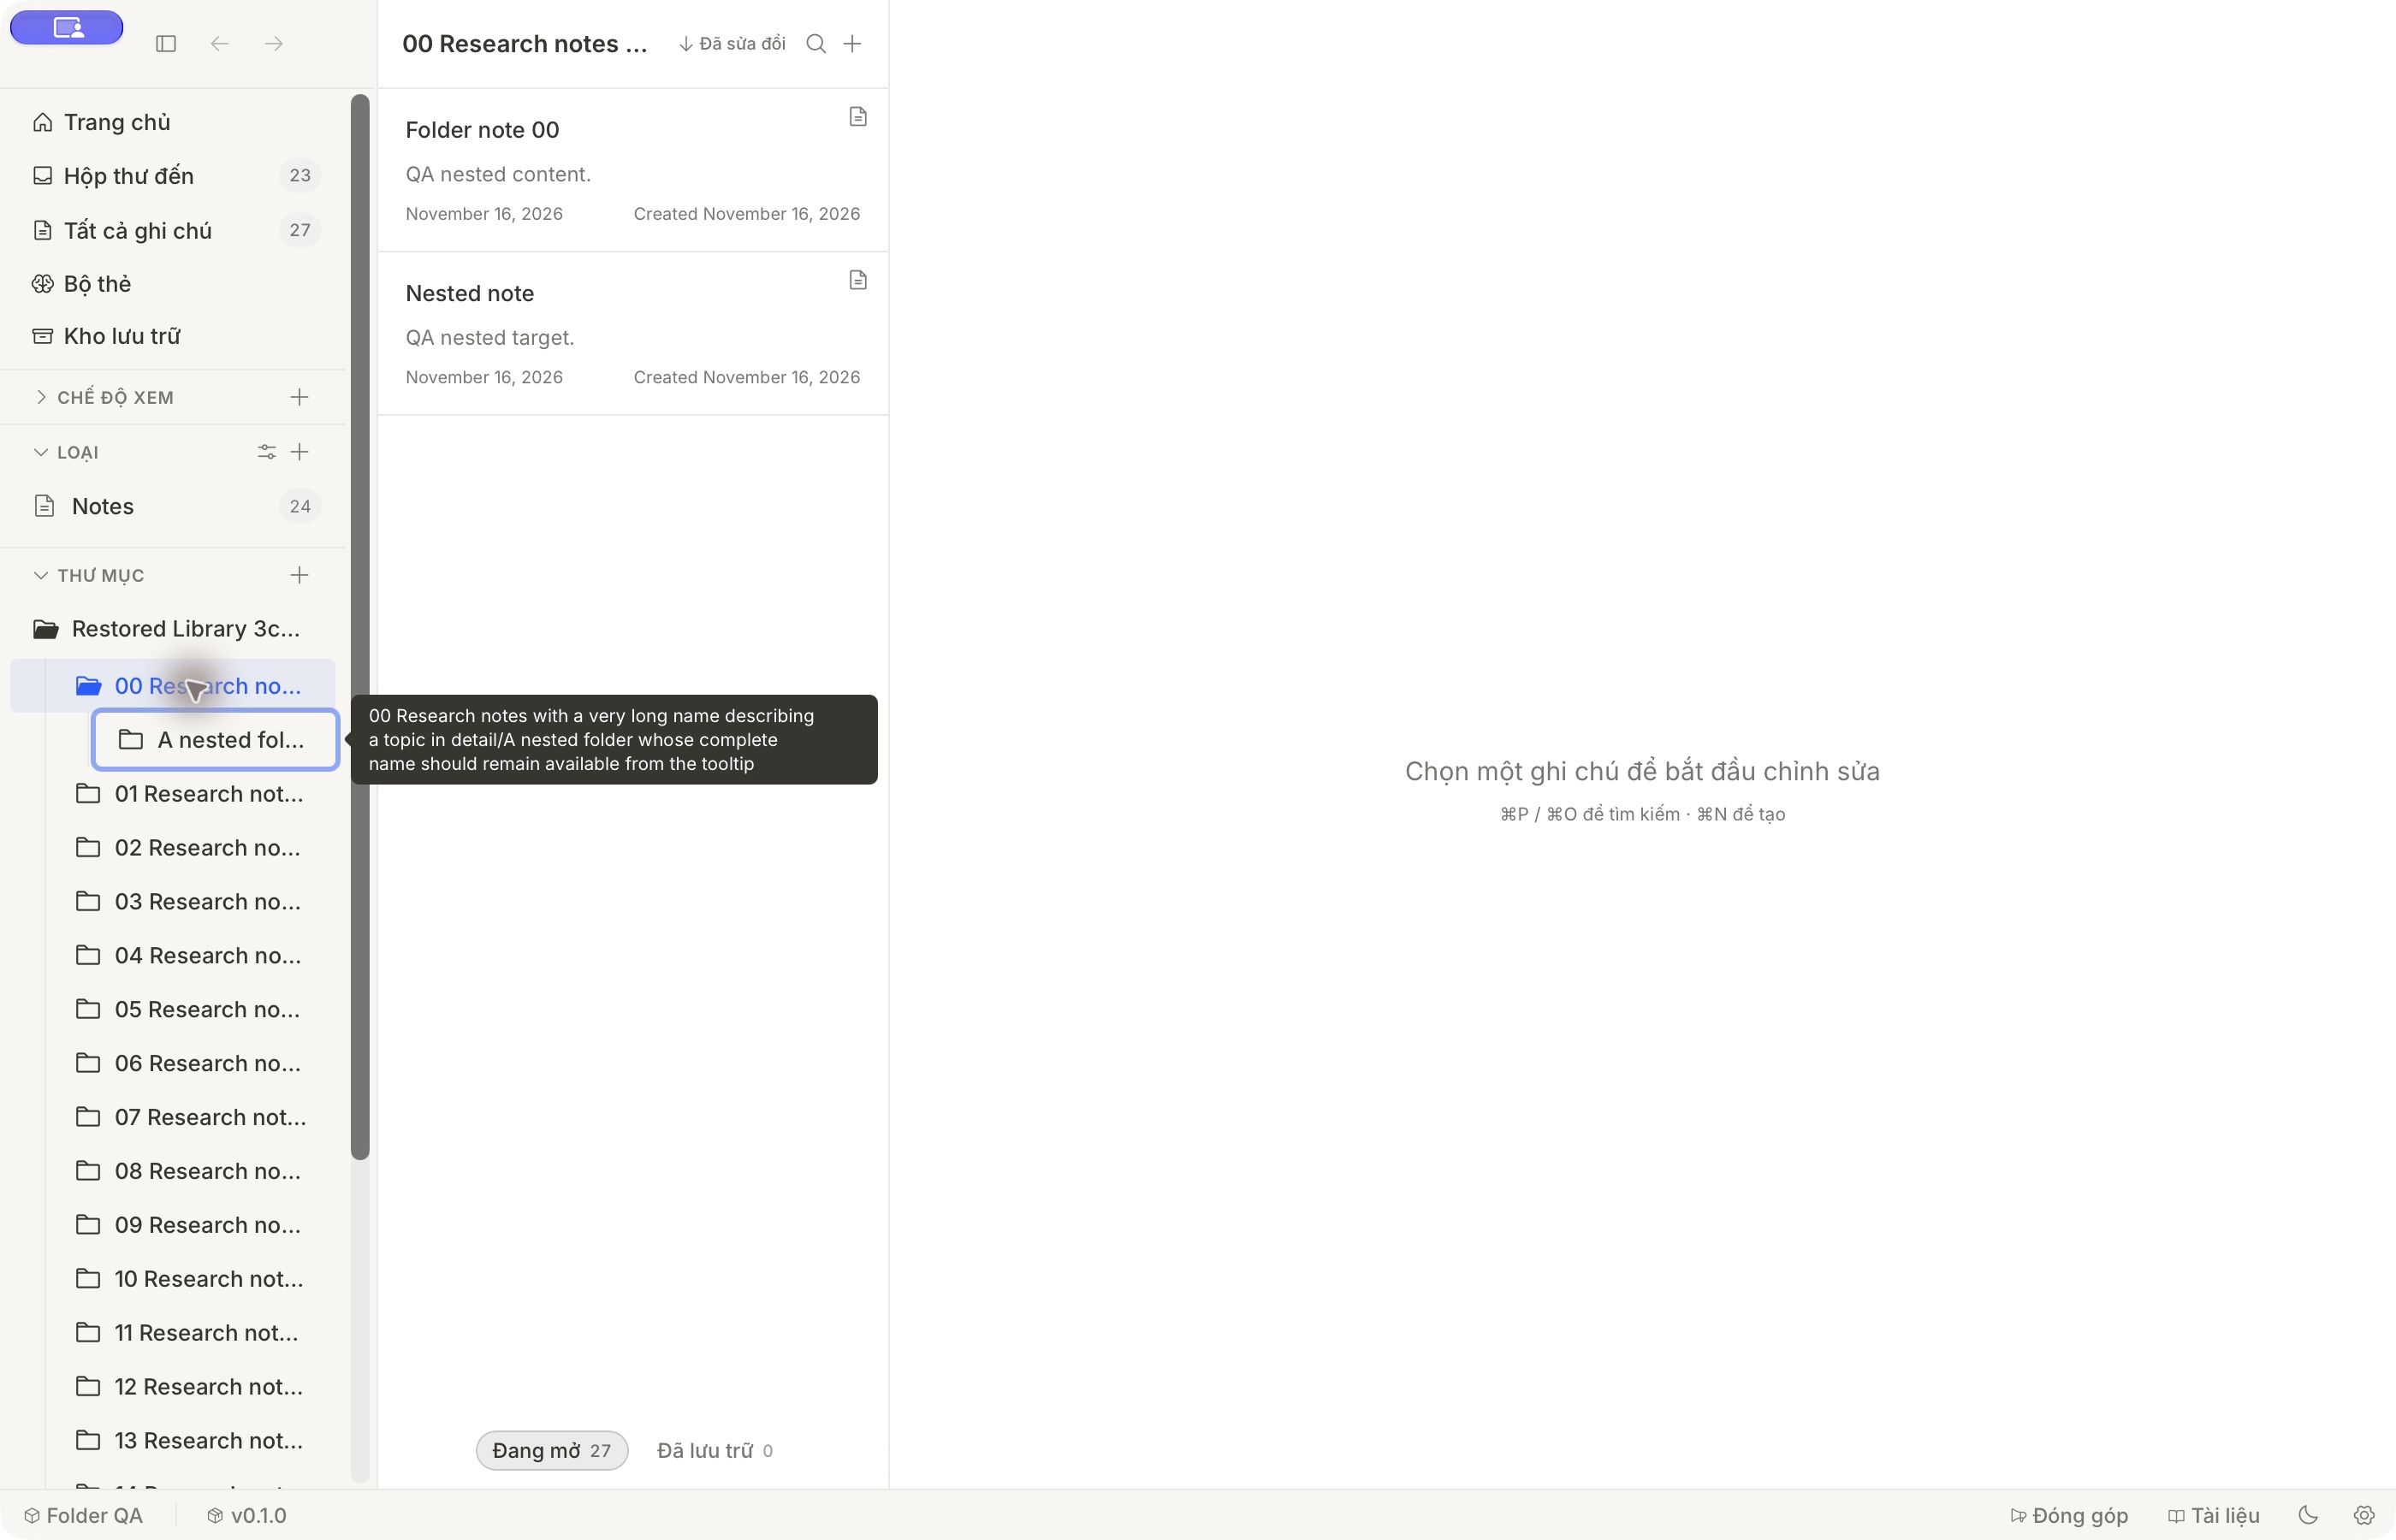 Trang chủ
Hộp thư đến 23
Tất cả ghi chú 27
Bộ thẻ
Kho lưu trữ
CHẾ ĐỘ XEM
LOẠI
Notes 24
THƯ MỤC
Restored Library 3c...
00 Research no...
A nested fol...
01 Research not...
02 Research no...
03 Research no...
04 Research no...
05 Research no...
06 Research no...
07 Research not...
08 Research no...
09 Research no...
10 Research not...
11 Research not...
12 Research not...
13 Research not...
00 Research notes ... Đã sửa đổi
Folder note 00
QA nested content.
November 16, 2026 Created November 16, 2026
Nested note
QA nested target.
November 16, 2026 Created November 16, 2026
00 Research notes with a very long name describing
a topic in detail/A nested folder whose complete
name should remain available from the tooltip
Đang mở 27 Đã lưu trữ 0
Chọn một ghi chú để bắt đầu chỉnh sửa
⌘P / ⌘O để tìm kiếm · ⌘N để tạo
Folder QA v0.1.0 Đóng góp Tài liệu